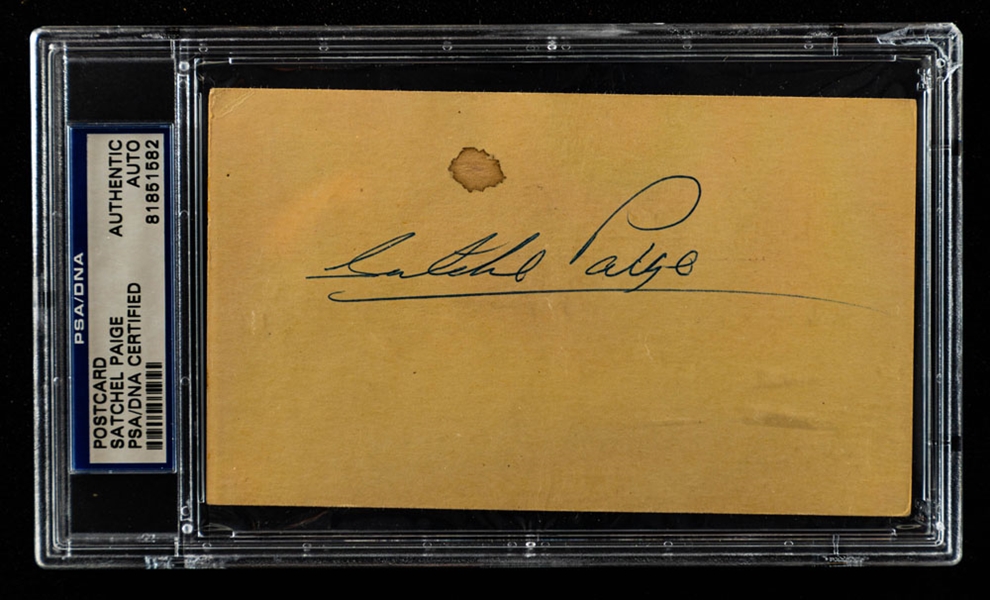 PSA/DNA
POSTCARD
SATCHEL PAIGE
PSA/DNA CERTIFIED
AUTHENTIC
AUTO
81851582
Satchel Paige